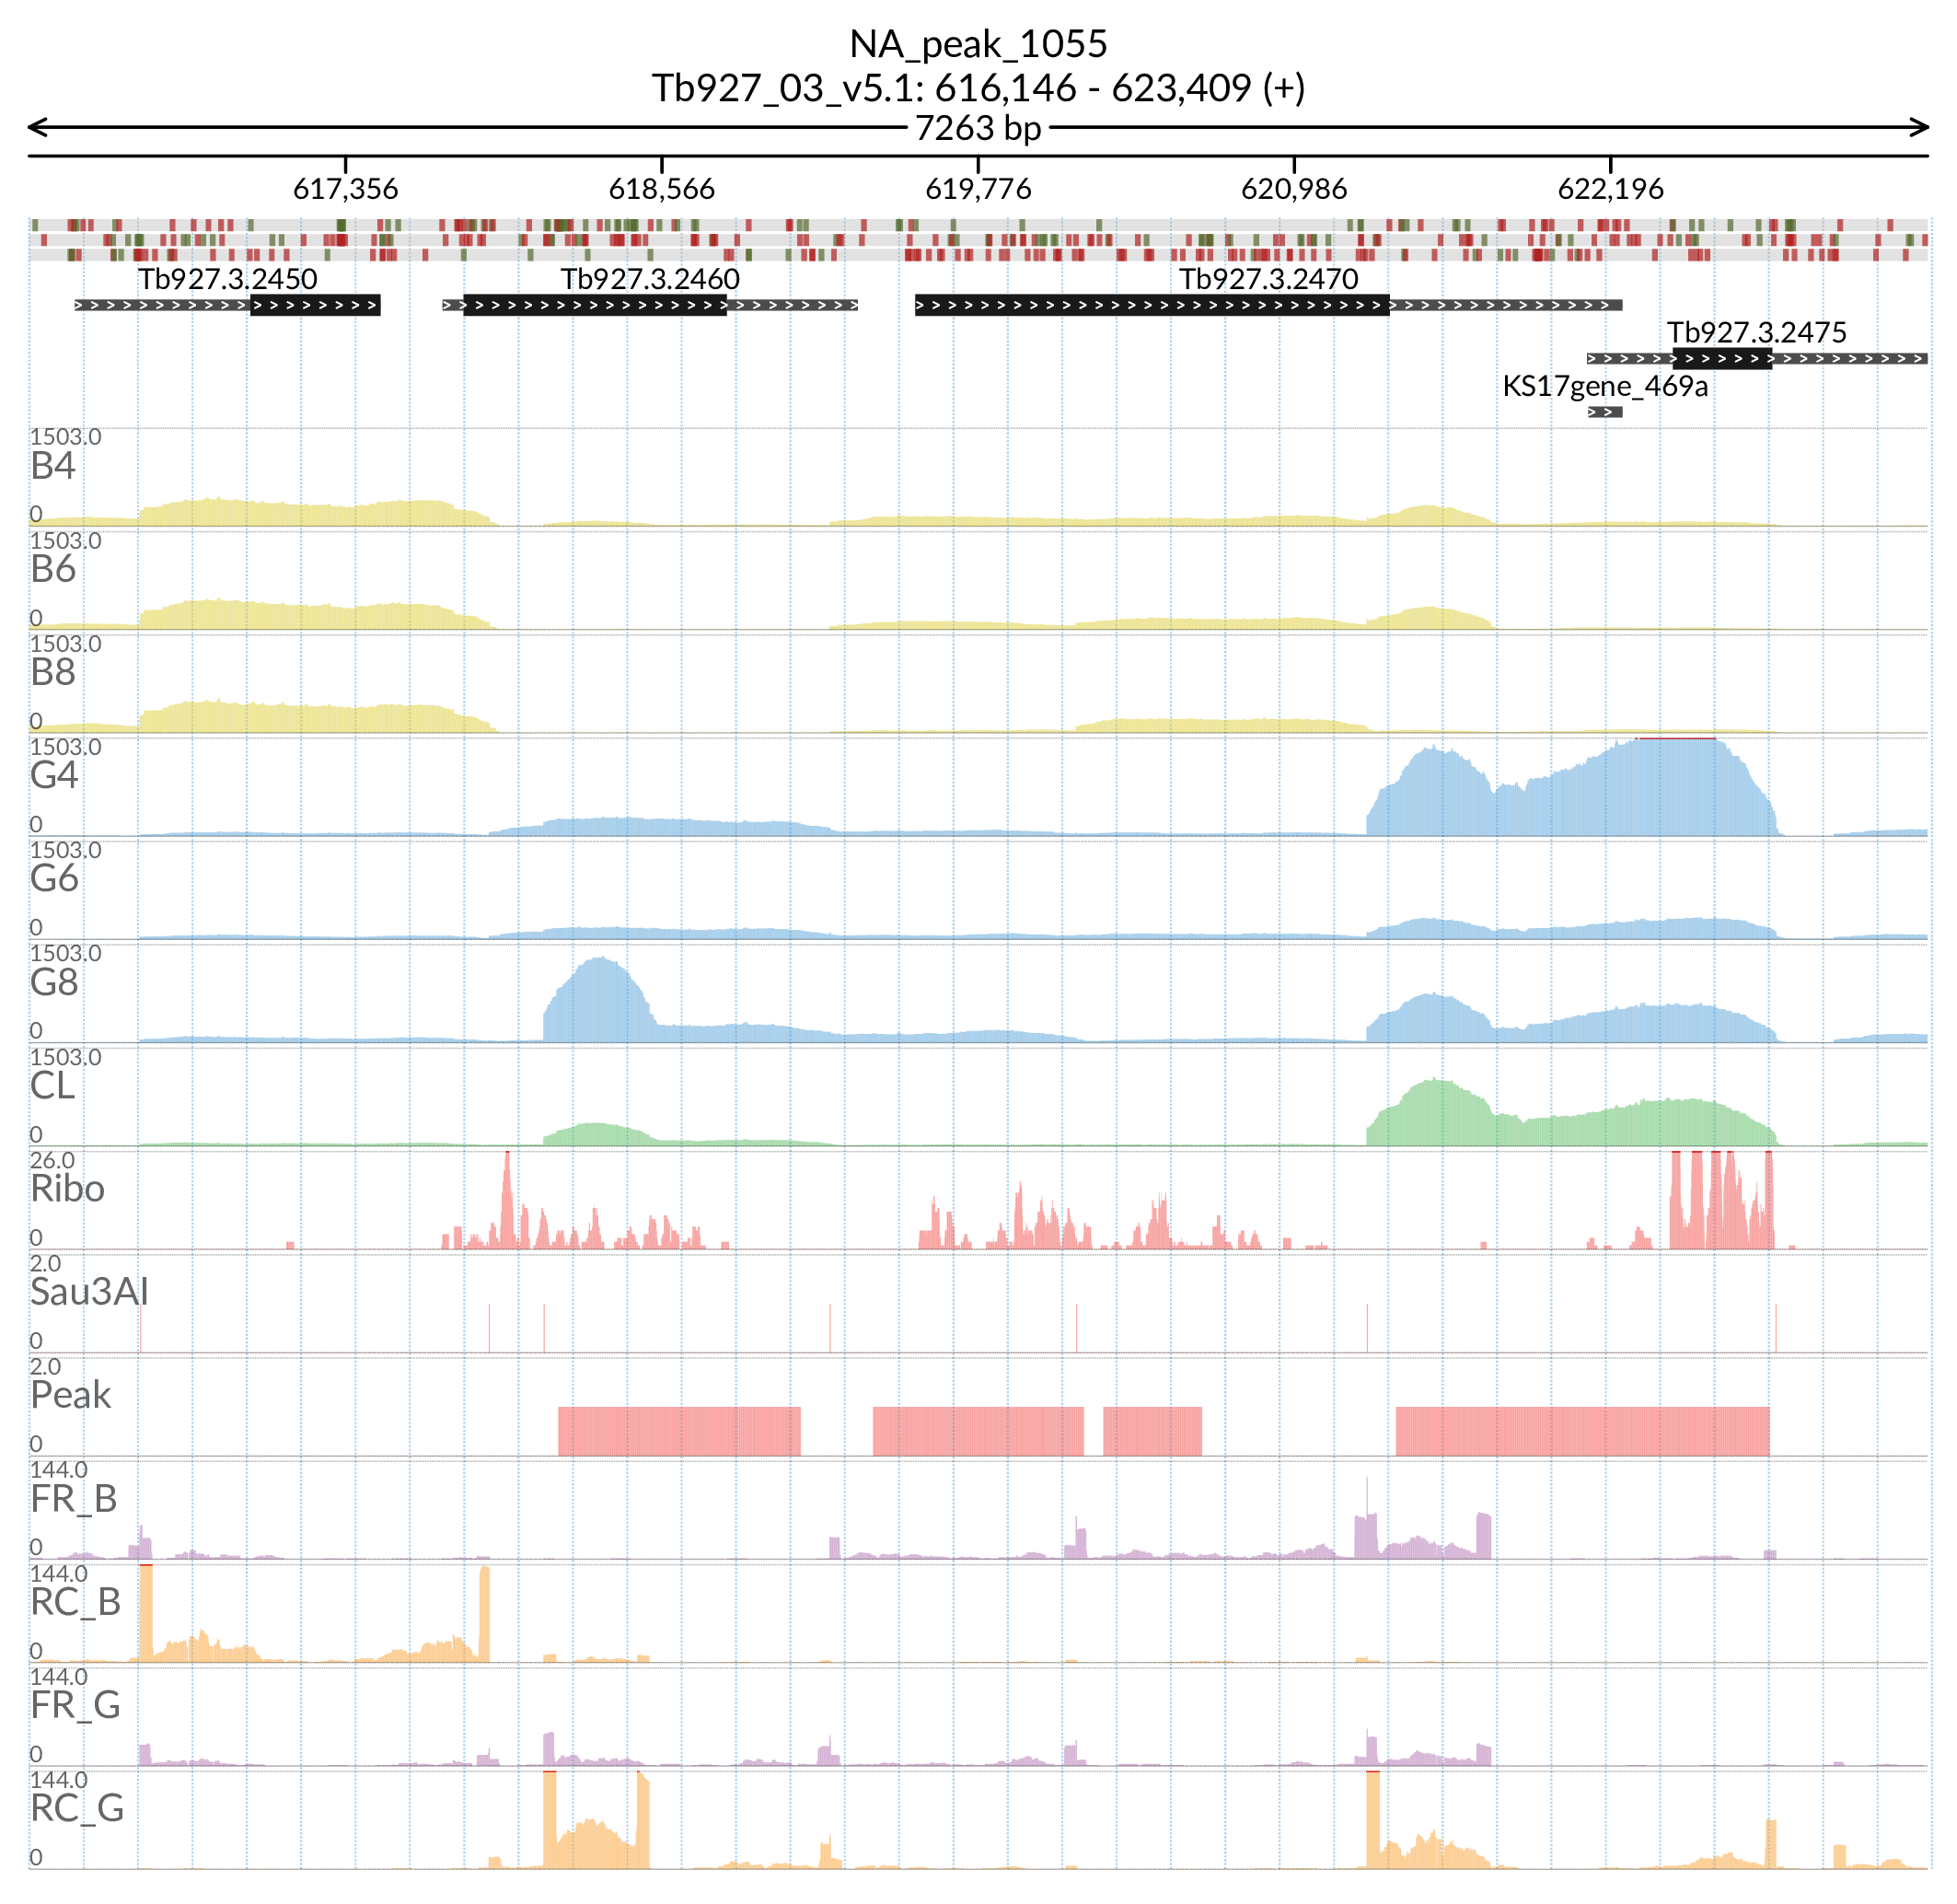 NA_peak_1055
Tb927_03_v5.1: 616,146 - 623,409 (+)
7263 bp
617,356 618,566 619,776 620,986 622,196
Tb927.3.2450 Tb927.3.2460 Tb927.3.2470
Tb927.3.2475
KS17gene_469a
1503.0
B4
0
1503.0
B6
0
1503.0
B8
0
1503.0
G4
0
1503.0
G6
0
1503.0
G8
0
1503.0
CL
0
26.0
Ribo
0
2.0
Sau3AI
0
2.0
Peak
0
144.0
FR_B
0
144.0
RC_B
0
144.0
FR_G
0
144.0
RC_G
0